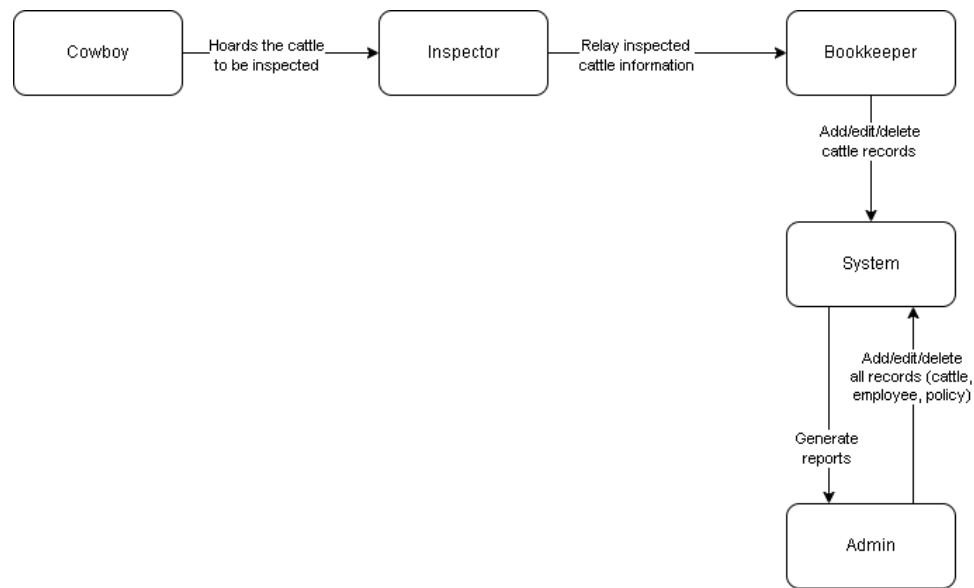 Cowboy
Hoards the cattle
to be inspected
Inspector
Relay inspected
cattle information
Bookkeeper
Add/edit/delete
cattle records
System
Add/edit/delete
all records (cattle,
employee, policy)
Generate
reports
Admin